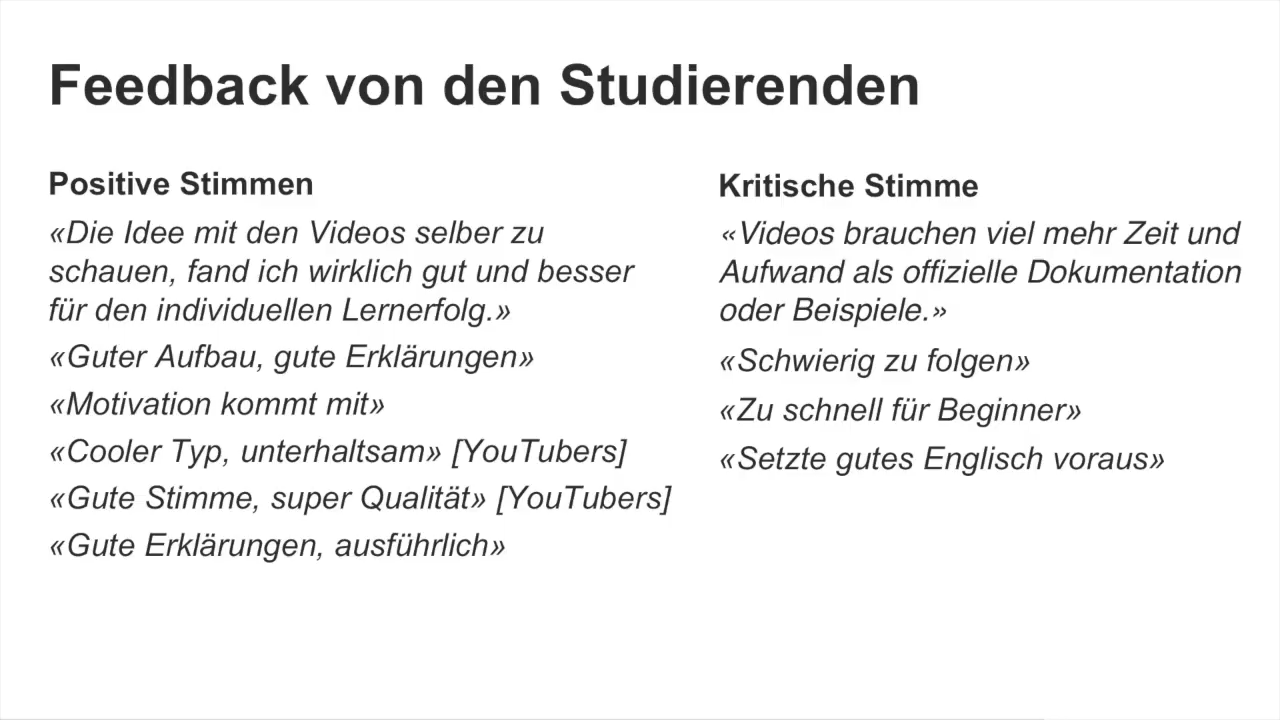 Feedback von den Studierenden
Positive Stimmen
«Die Idee mit den Videos selber zu
schauen, fand ich wirklich gut und besser
für den individuellen Lernerfolg.»
«Guter Aufbau, gute Erklärungen»
«Motivation kommt mit»
«Cooler Typ, unterhaltsam» [YouTubers]
«Gute Stimme, super Qualität» [YouTubers]
«Gute Erklärungen, ausführlich»
Kritische Stimme
«Videos brauchen viel mehr Zeit und
Aufwand als offizielle Dokumentation
oder Beispiele.»
«Schwierig zu folgen»
«Zu schnell für Beginner»
«Setzte gutes Englisch voraus»